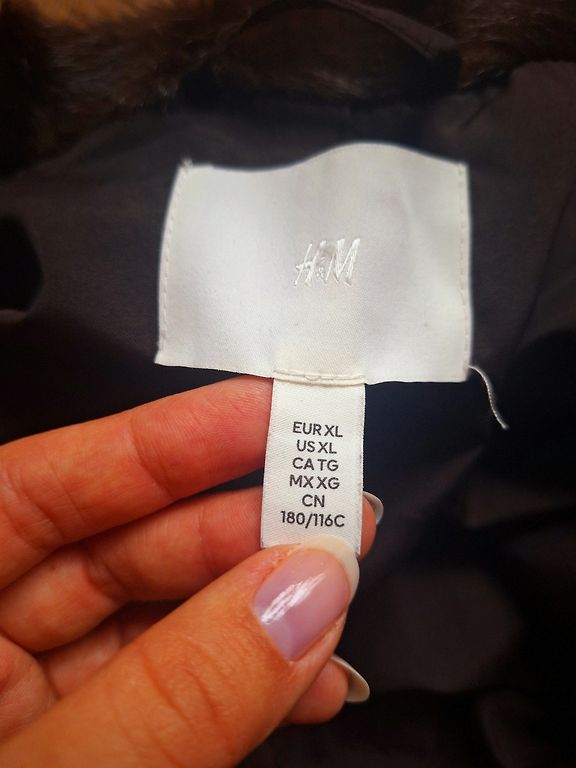 H&M
EUR XL
US XL
CA TG
MX XG
CN
180/116C